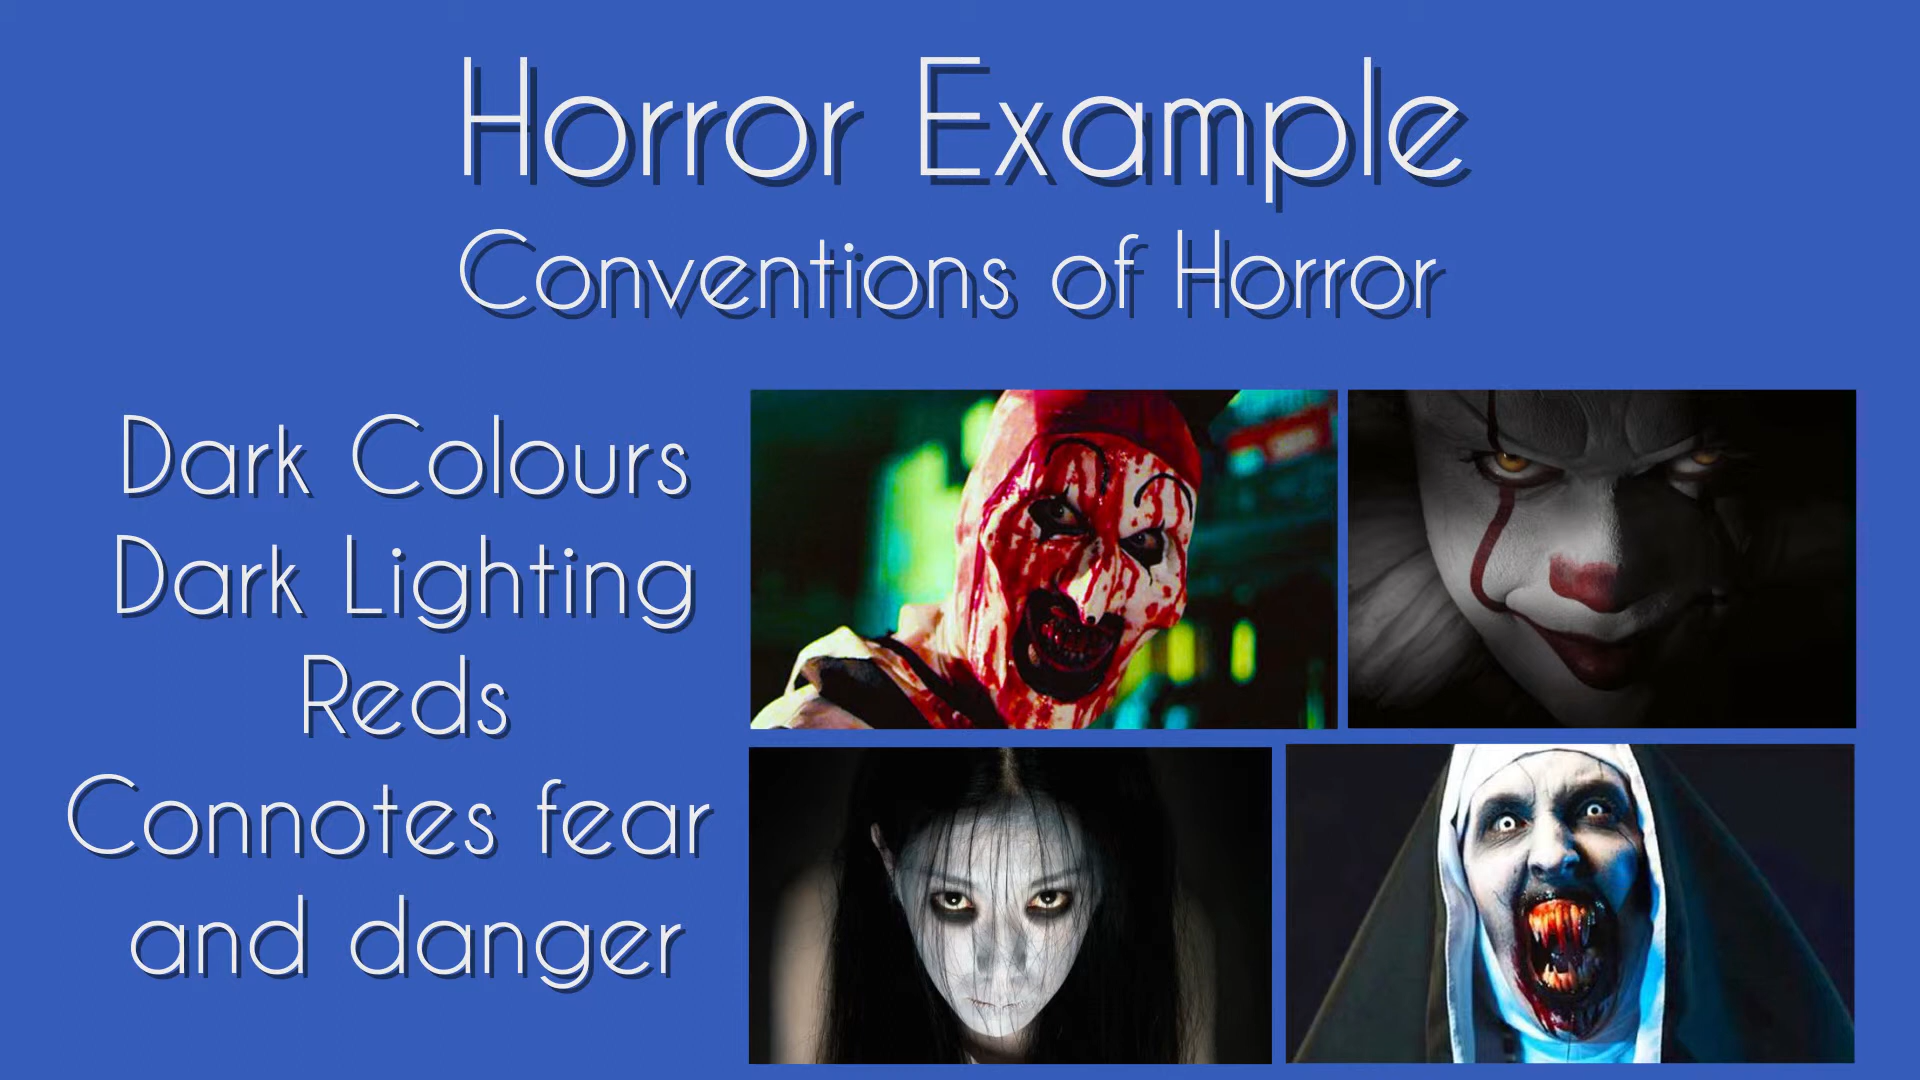 Horror Example
Conventions of Horror
Dark Colours
Dark Lighting
Reds
Connotes fear
and danger